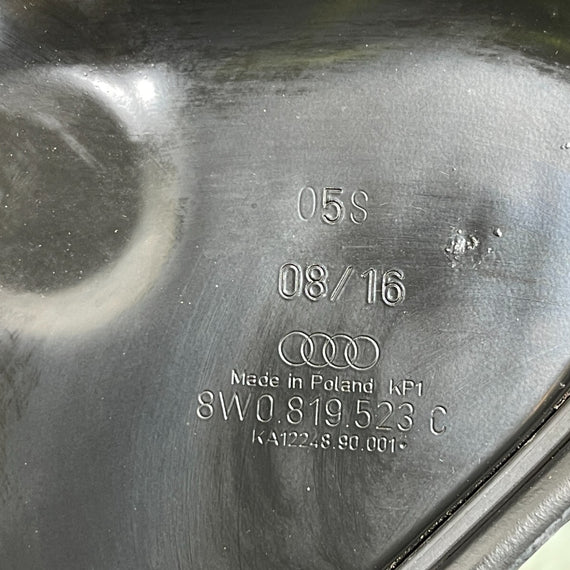 05S
08/16
Made in Poland KP1
8W0.819.523 C
KA12248.90.001